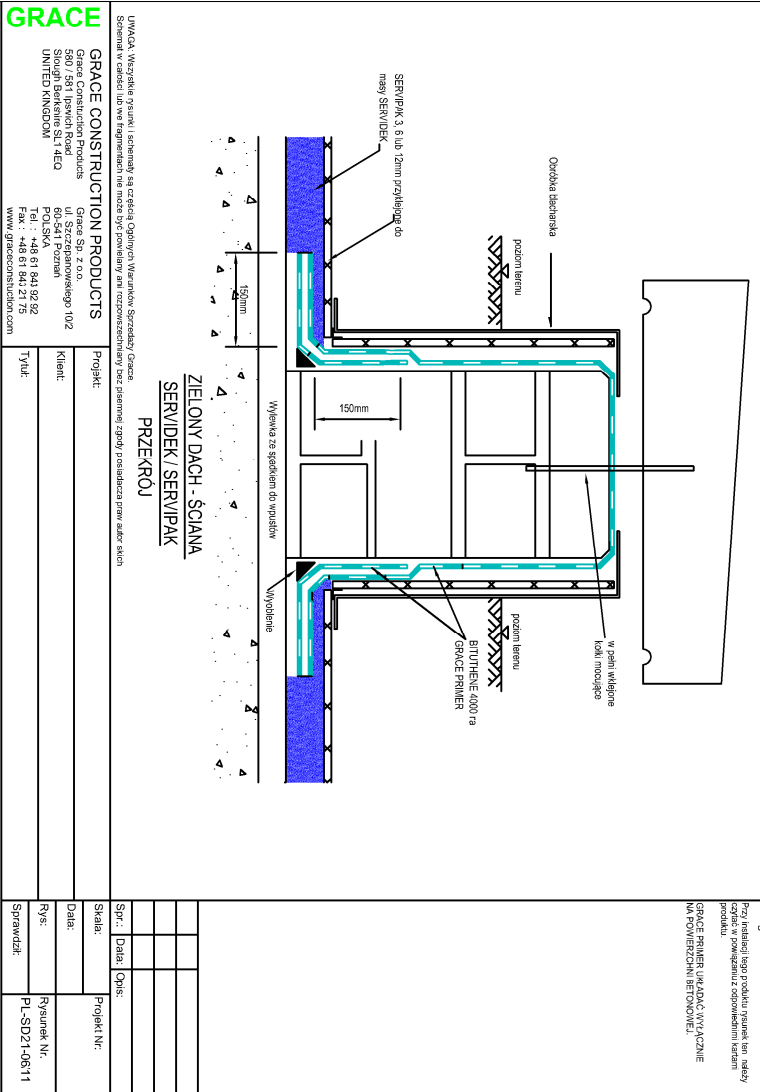 Przy instalacji tego produktu rysunek ten należy
czytać w powiązaniu z odpowiednimi kartami
produktu.
GRACE PRIMER UKŁADAĆ WYŁĄCZNIE
NA POWIERZCHNI BETONOWEJ.
w pełni wklejone
kołki mocujące
Obróbka blacharska
poziom terenu
poziom terenu
SERVIPAK 3, 6 lub 12mm przyklejone do
masy SERVIDEK
BITUTHENE 4000 na
GRACE PRIMER
150mm
150mm
Wylewka ze spadkiem do wpustów
Wyoblenie
ZIELONY DACH - ŚCIANA
SERVIDEK / SERVIPAK
PRZEKRÓJ
UWAGA: Wszystkie rysunki i schematy są częścią Ogólnych Warunków Sprzedaży Grace.
Schemat w całości lub we fragmentach nie może być powielany ani rozpowszechniany bez pisemnej zgody posiadacza praw autorskich
GRACE
GRACE CONSTRUCTION PRODUCTS
Grace Construction Products
580 / 581 Ipswich Road
Slough Berkshire SL1 4EQ
UNITED KINGDOM
Grace Sp. z o.o.
ul. Szczepanowskiego 10/2
60-541 Poznań
POLSKA
Tel. : +48 61 843 92 92
Fax : +48 61 843 21 75
www.graceconstuction.com
Projekt:
Klient:
Tytuł:
Spr.:
Data:
Opis:
Skala:
Projekt Nr:
Data:
Rys:
Rysunek Nr.
Sprawdził:
PL-SD21-06'11